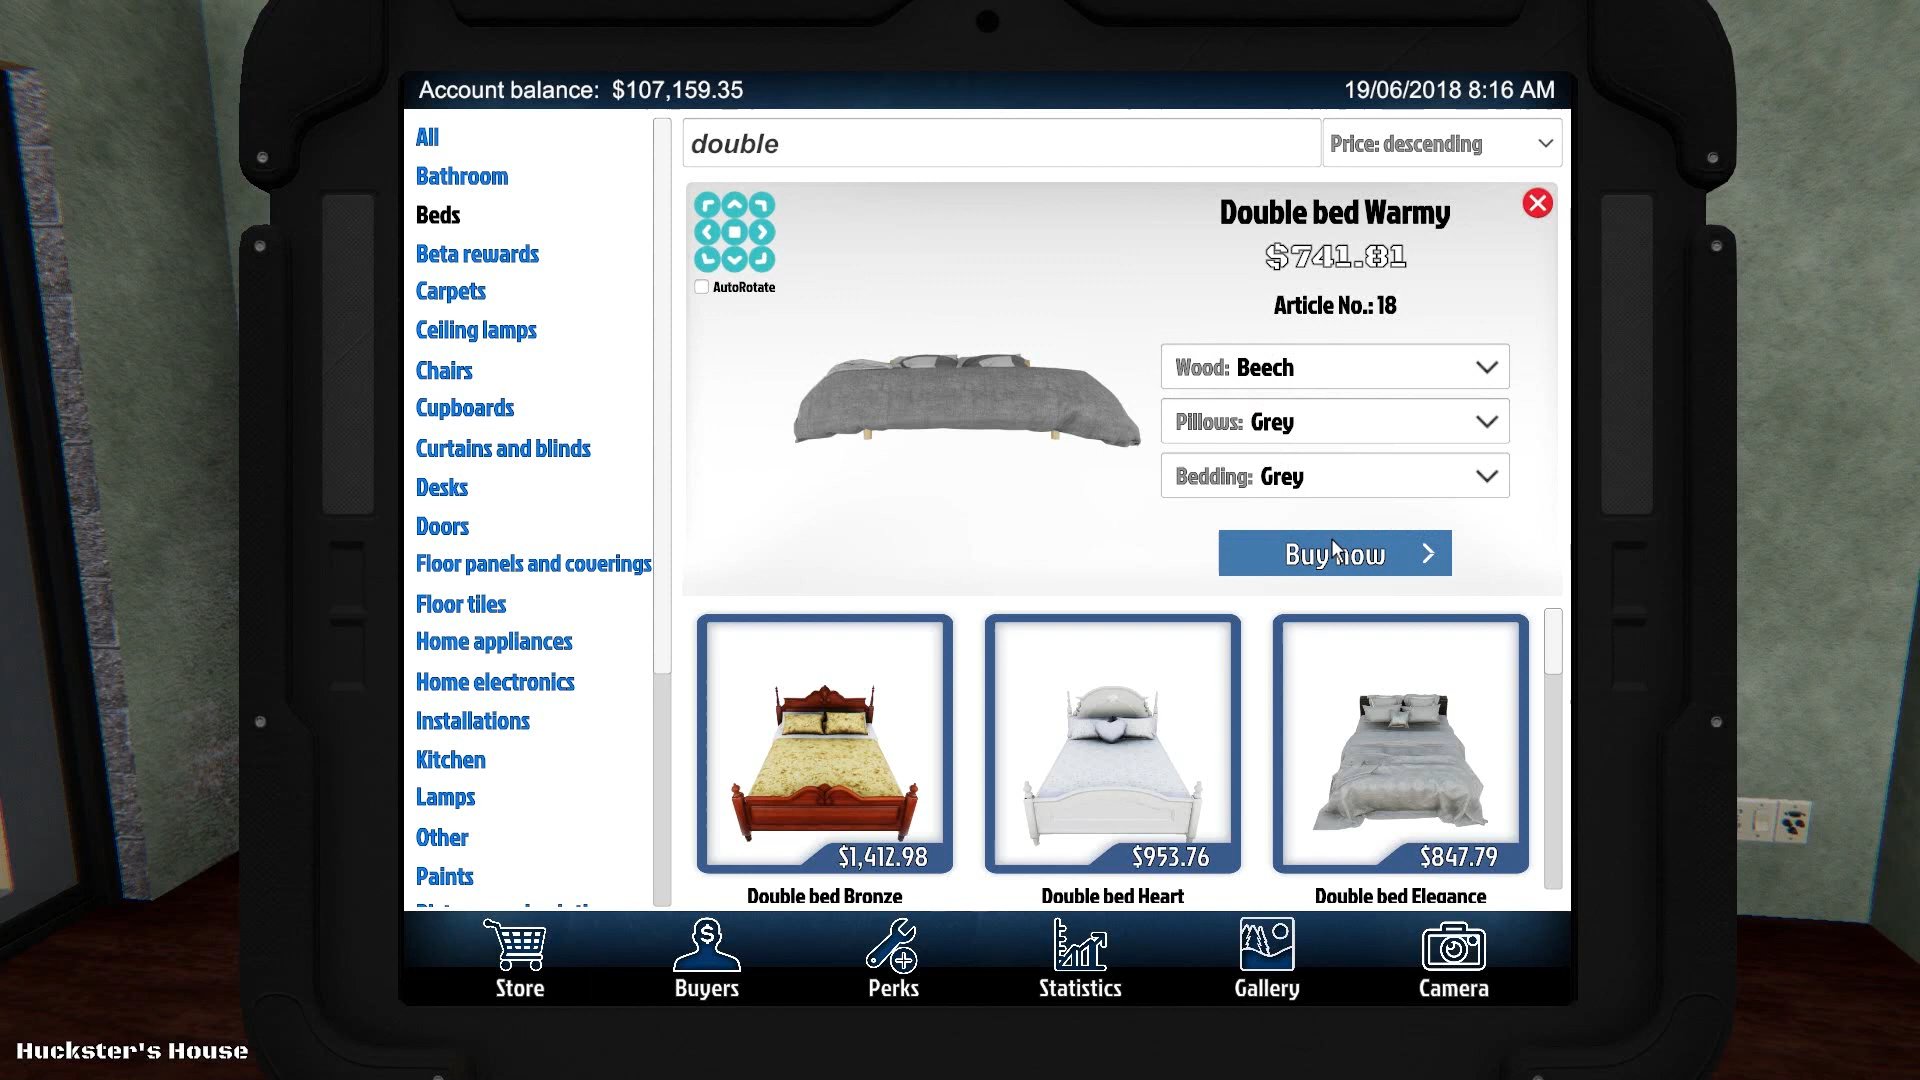 Account balance: $107,159.35
19/06/2018 8:16 AM
All
Bathroom
Beds
Beta rewards
Carpets
Ceiling lamps
Chairs
Cupboards
Curtains and blinds
Desks
Doors
Floor panels and coverings
Floor tiles
Home appliances
Home electronics
Installations
Kitchen
Lamps
Other
Paints
double
Price: descending
AutoRotate
Double bed Warmy
$741.81
Article No.: 18
Wood: Beech
Pillows: Grey
Bedding: Grey
Buy now
$1,412.98
$953.76
$847.79
Double bed Bronze
Double bed Heart
Double bed Elegance
Store
Buyers
Perks
Statistics
Gallery
Camera
Huckster's House